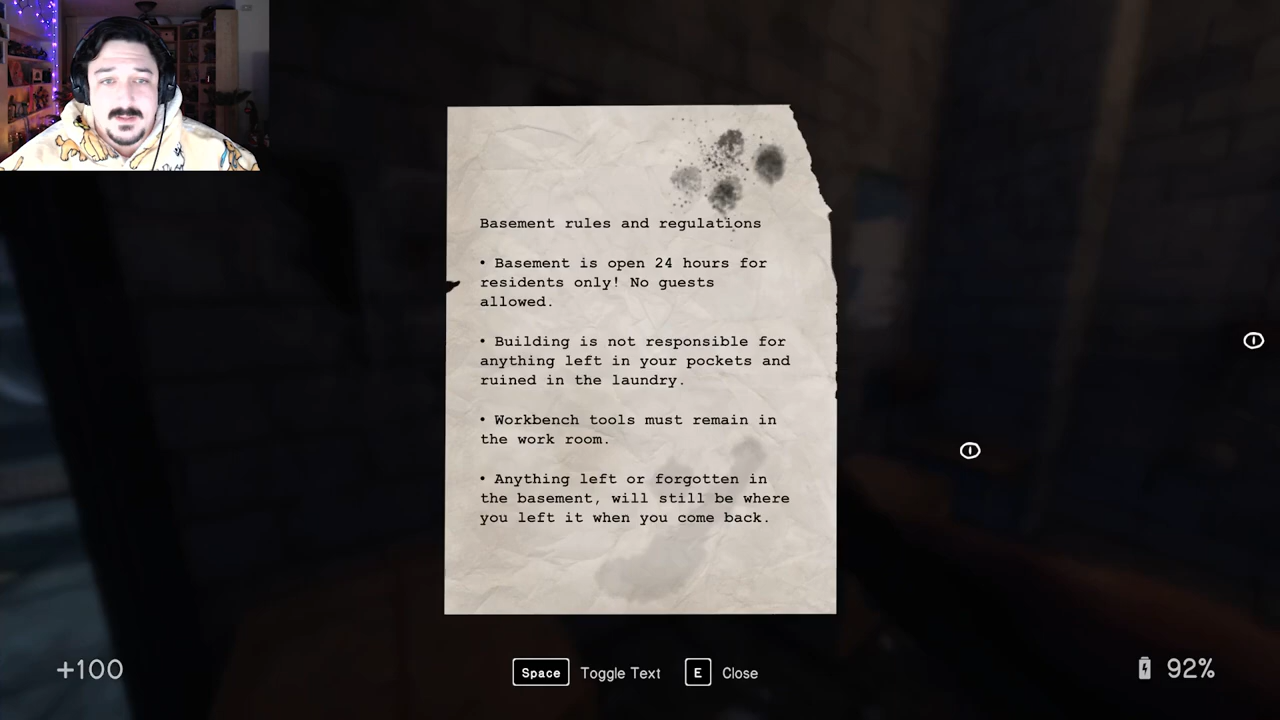 Basement rules and regulations
• Basement is open 24 hours for
residents only! No guests
allowed.
• Building is not responsible for
anything left in your pockets and
ruined in the laundry.
• Workbench tools must remain in
the work room.
• Anything left or forgotten in
the basement, will still be where
you left it when you come back.
+100
Space Toggle Text E Close
92%